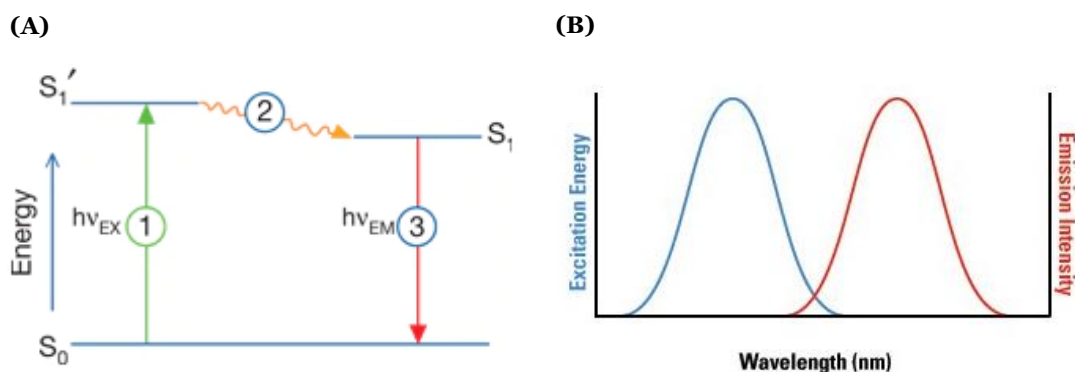 (A)
S₁′
2
S₁
Energy
hνEX
1
hνEM
3
S₀
(B)
Excitation Energy
Emission Intensity
Wavelength (nm)